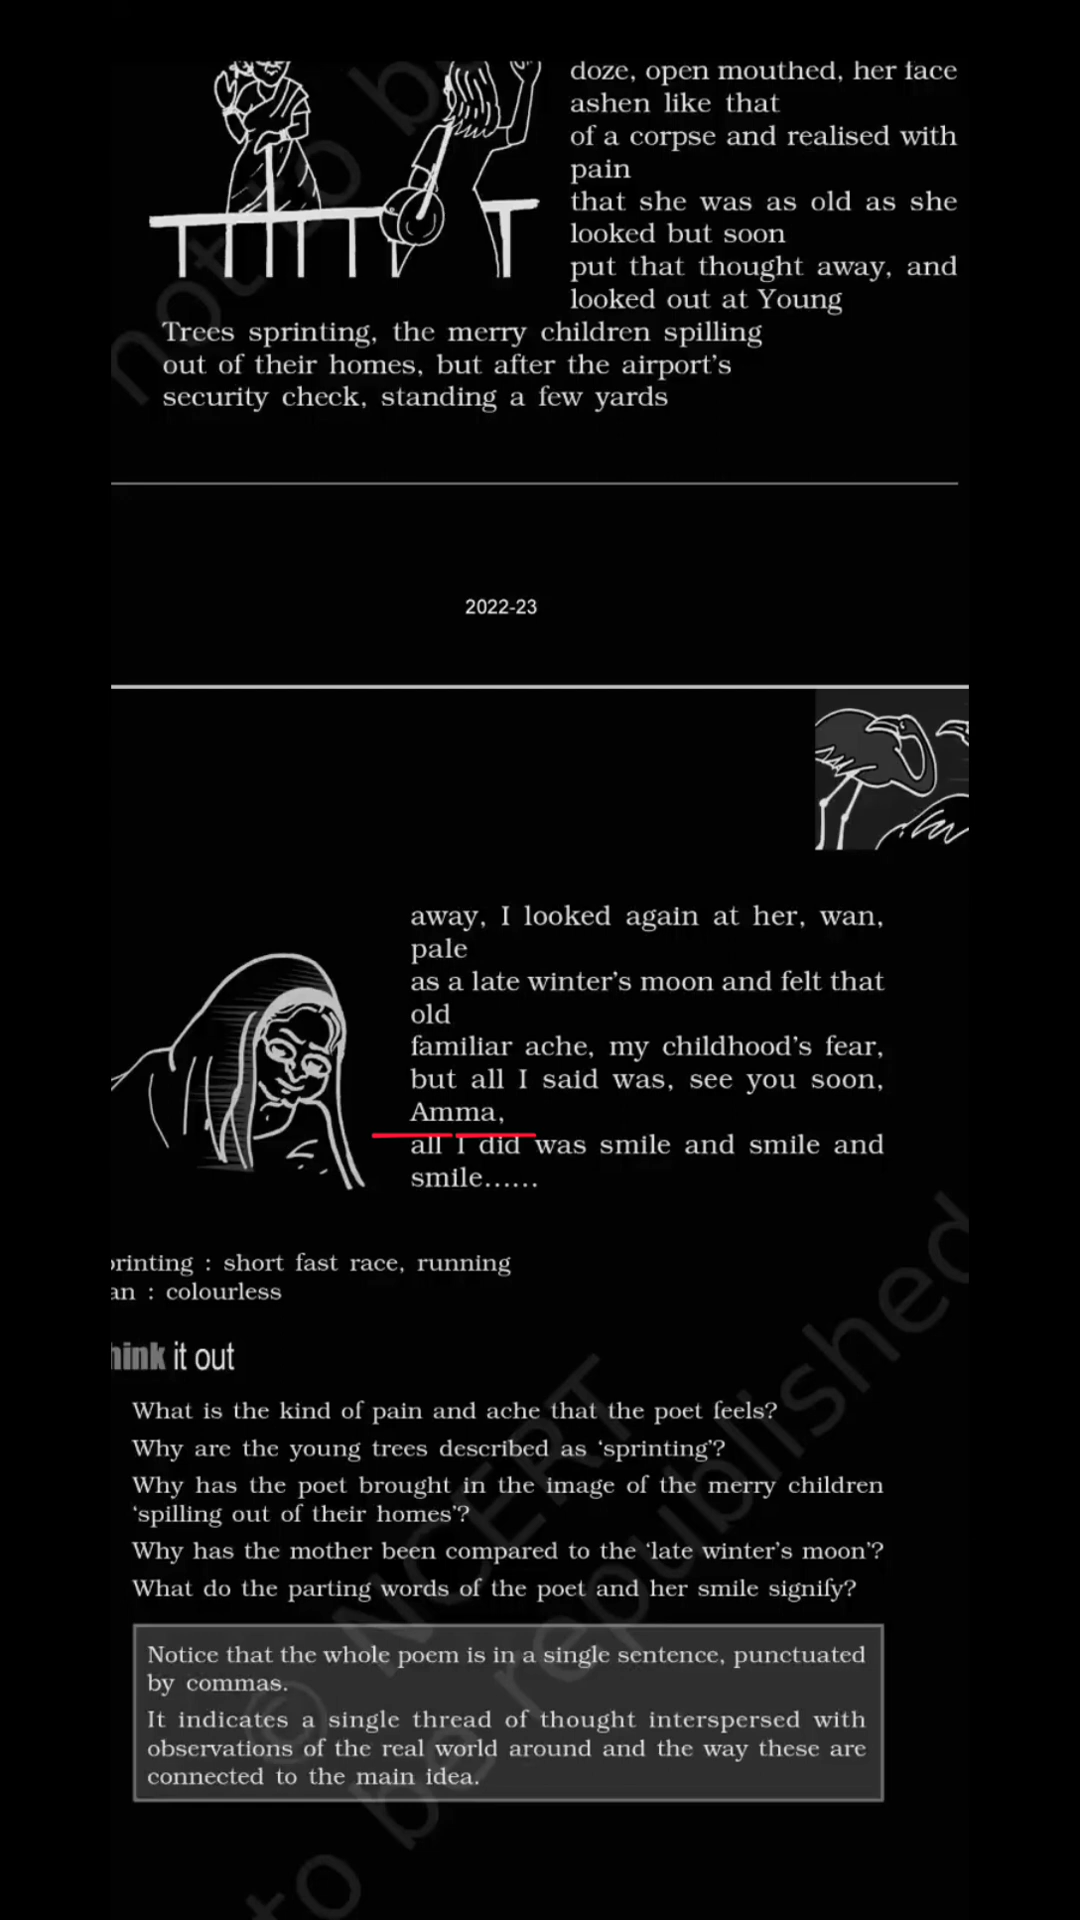 doze, open mouthed, her face
ashen like that
of a corpse and realised with
pain
that she was as old as she
looked but soon
put that thought away, and
looked out at Young
Trees sprinting, the merry children spilling
out of their homes, but after the airport's
security check, standing a few yards
2022-23
away, I looked again at her, wan,
pale
as a late winter's moon and felt that
old
familiar ache, my childhood's fear,
but all I said was, see you soon,
Amma,
all I did was smile and smile and
smile......
printing : short fast race, running
an : colourless
hink it out
What is the kind of pain and ache that the poet feels?
Why are the young trees described as 'sprinting'?
Why has the poet brought in the image of the merry children
'spilling out of their homes'?
Why has the mother been compared to the 'late winter's moon'?
What do the parting words of the poet and her smile signify?
Notice that the whole poem is in a single sentence, punctuated
by commas.
It indicates a single thread of thought interspersed with
observations of the real world around and the way these are
connected to the main idea.
not to b
© NCERT
to be republished